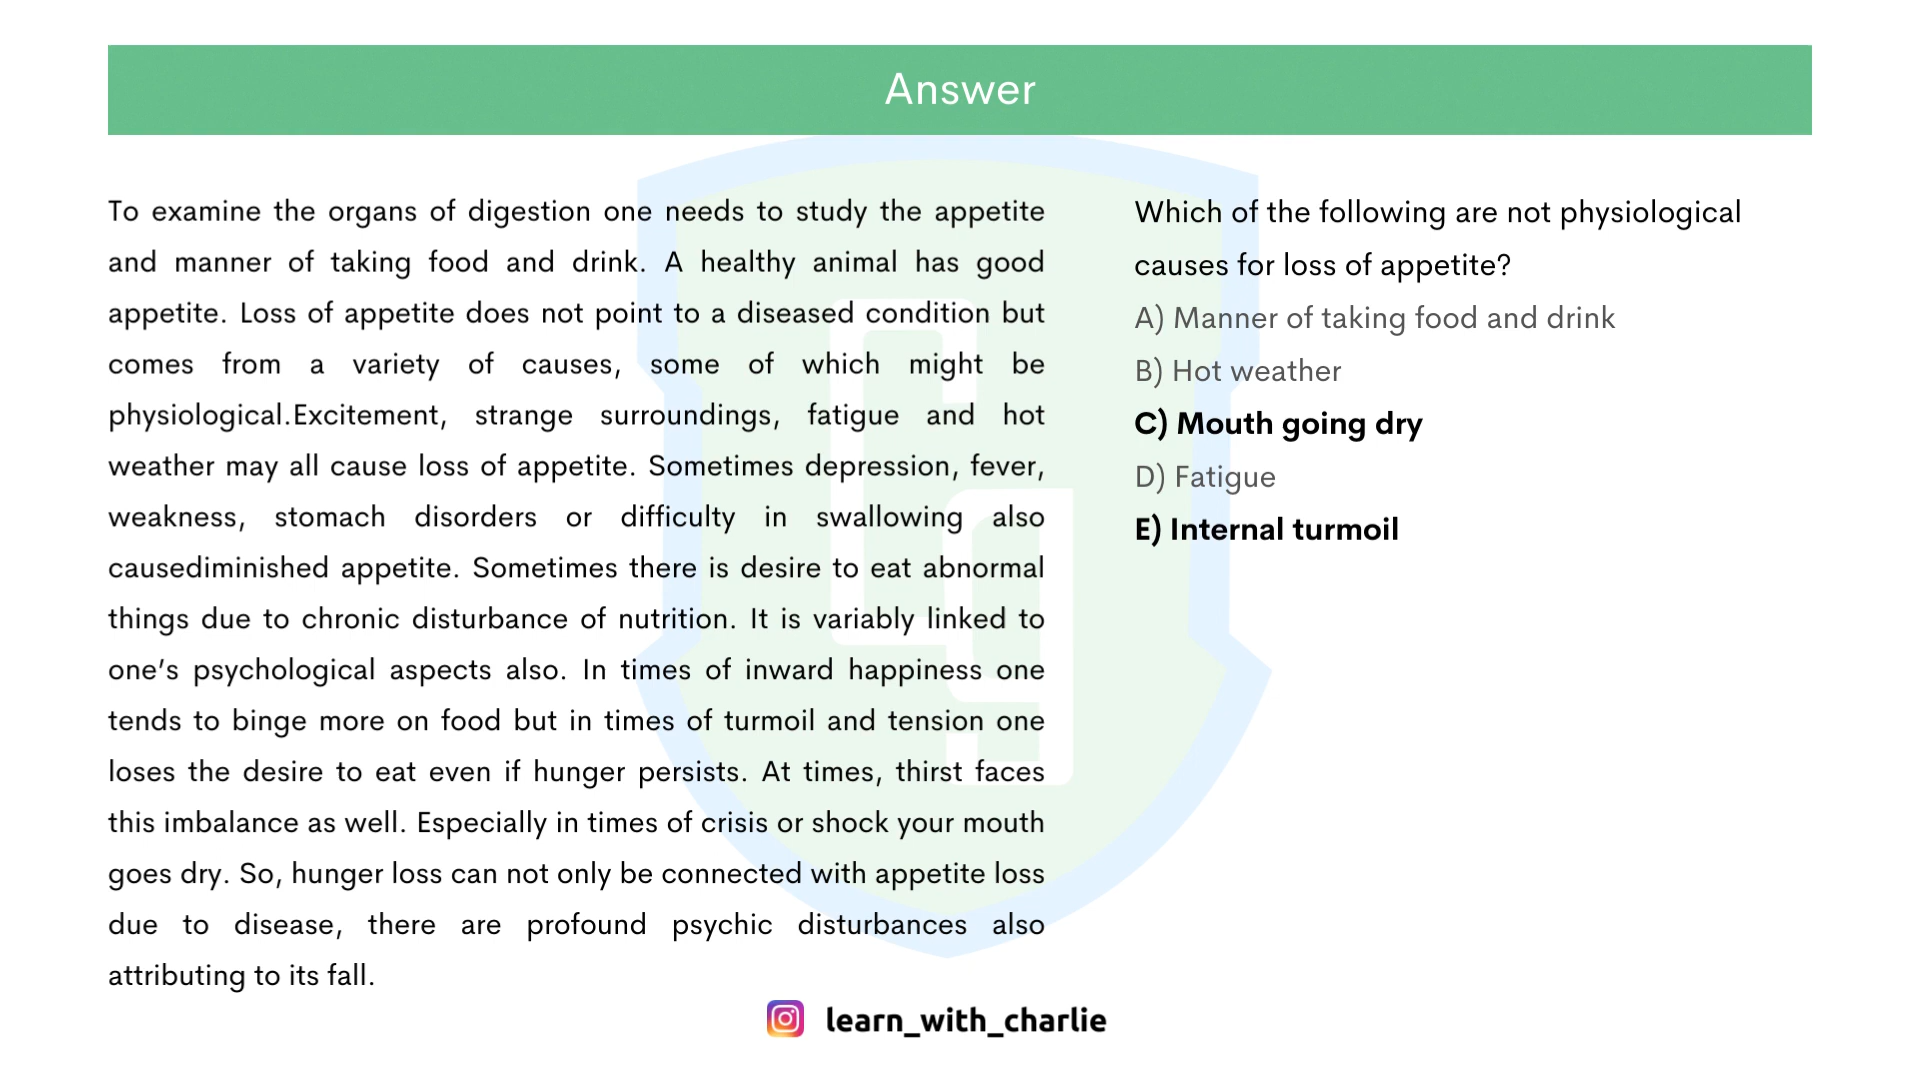 Answer
To examine the organs of digestion one needs to study the appetite
and manner of taking food and drink. A healthy animal has good
appetite. Loss of appetite does not point to a diseased condition but
comes from a variety of causes, some of which might be
physiological.Excitement, strange surroundings, fatigue and hot
weather may all cause loss of appetite. Sometimes depression, fever,
weakness, stomach disorders or difficulty in swallowing also
causediminished appetite. Sometimes there is desire to eat abnormal
things due to chronic disturbance of nutrition. It is variably linked to
one's psychological aspects also. In times of inward happiness one
tends to binge more on food but in times of turmoil and tension one
loses the desire to eat even if hunger persists. At times, thirst faces
this imbalance as well. Especially in times of crisis or shock your mouth
goes dry. So, hunger loss can not only be connected with appetite loss
due to disease, there are profound psychic disturbances also
attributing to its fall.
Which of the following are not physiological
causes for loss of appetite?
A) Manner of taking food and drink
B) Hot weather
C) Mouth going dry
D) Fatigue
E) Internal turmoil
learn_with_charlie